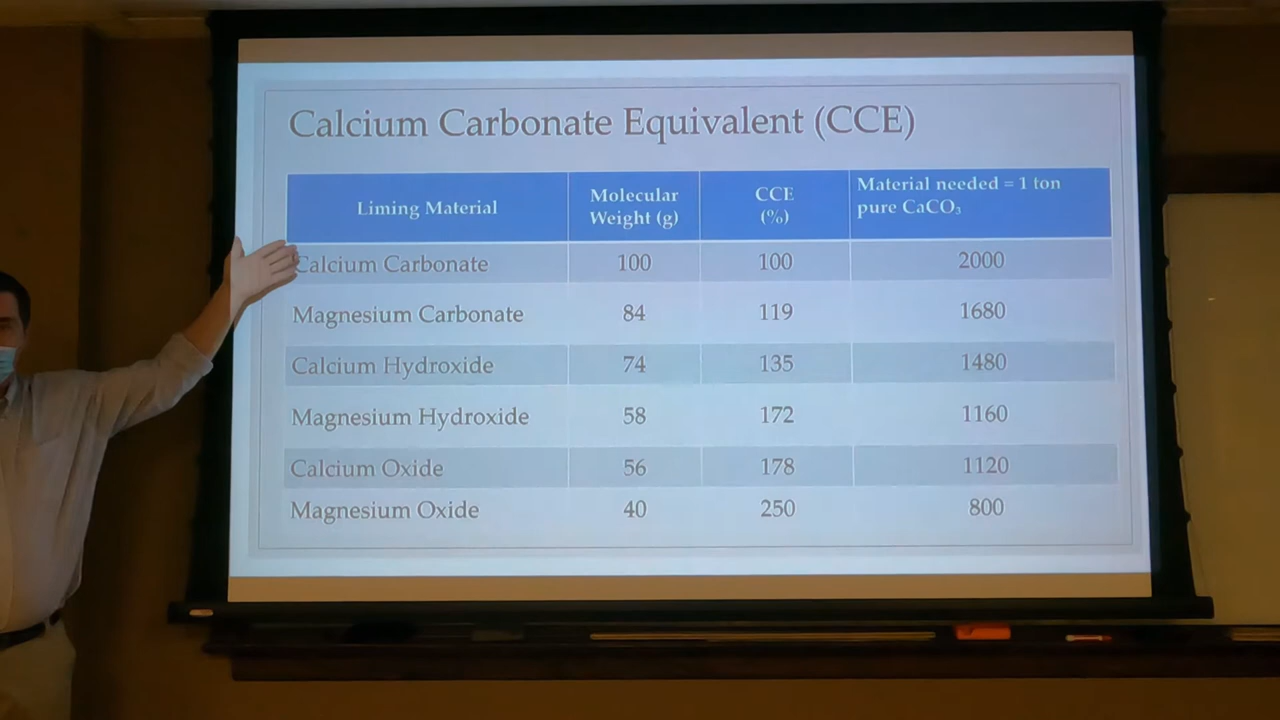 Calcium Carbonate Equivalent (CCE)
Liming Material
Molecular
Weight (g)
CCE
(%)
Material needed = 1 ton
pure CaCO₃
Calcium Carbonate 100 100 2000
Magnesium Carbonate 84 119 1680
Calcium Hydroxide 74 135 1480
Magnesium Hydroxide 58 172 1160
Calcium Oxide 56 178 1120
Magnesium Oxide 40 250 800